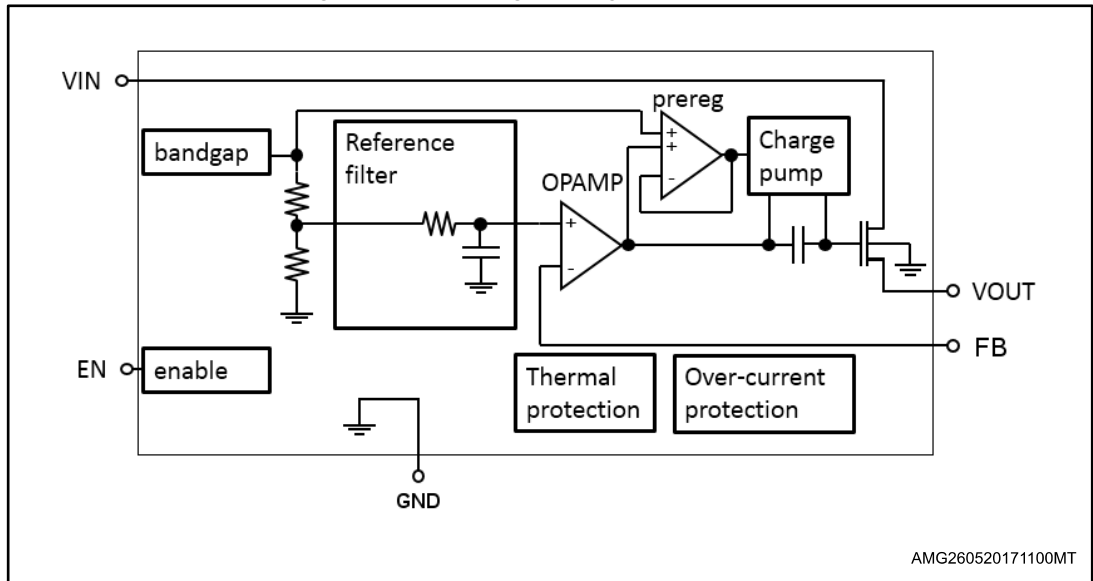 VIN
prereg
bandgap
Reference
filter
+
+
-
Charge
pump
OPAMP
+
-
VOUT
FB
EN
enable
Thermal
protection
Over-current
protection
GND
AMG260520171100MT